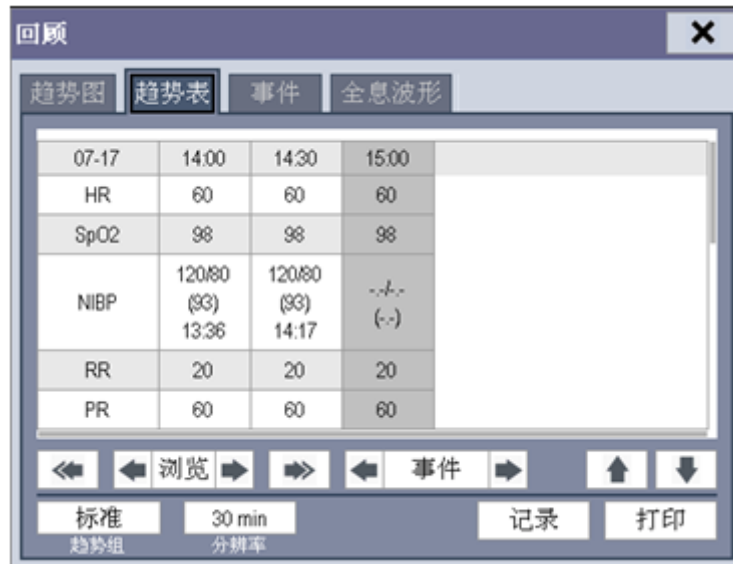 回顾
趋势图 趋势表 事件 全息波形
07-17 14:00 14:30 15:00
HR 60 60 60
SpO2 98 98 98
NIBP 120/80 (93) 13:36 120/80 (93) 14:17 -.-/-.- (-.-)
RR 20 20 20
PR 60 60 60
浏览 事件
标准 30 min 记录 打印
趋势组 分辨率